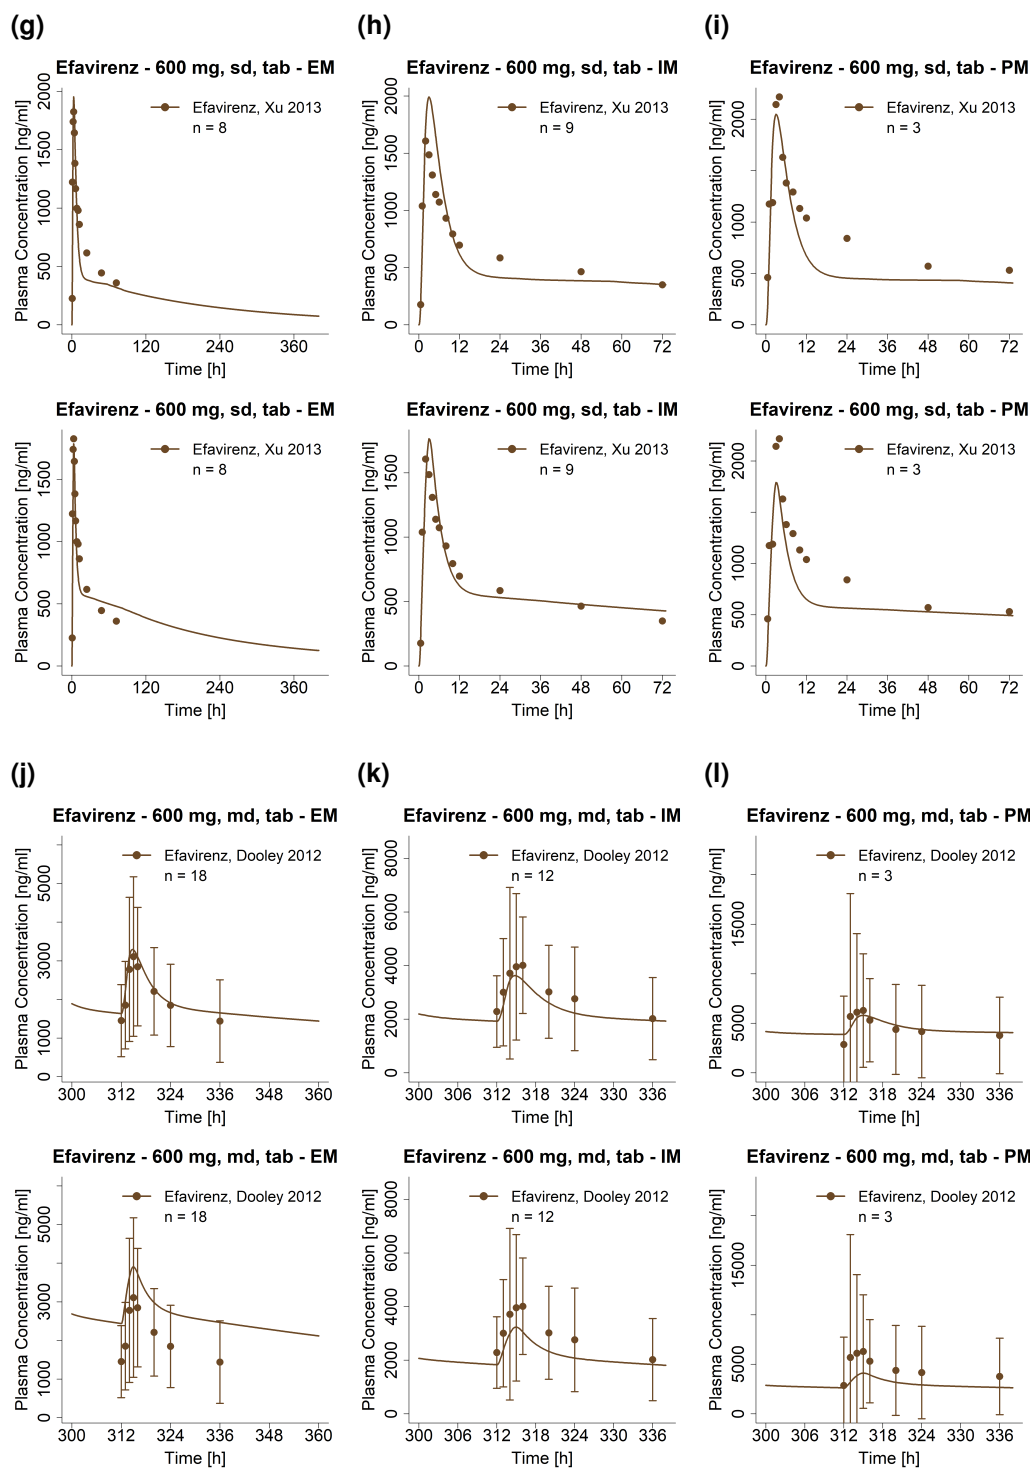 (g)
(h)
(i)
Efavirenz - 600 mg, sd, tab - EM
Efavirenz, Xu 2013
n = 8
Plasma Concentration [ng/ml]
0 500 1000 1500 2000
0 120 240 360
Time [h]
Efavirenz - 600 mg, sd, tab - IM
Efavirenz, Xu 2013
n = 9
Plasma Concentration [ng/ml]
0 500 1000 1500 2000
0 12 24 36 48 60 72
Time [h]
Efavirenz - 600 mg, sd, tab - PM
Efavirenz, Xu 2013
n = 3
Plasma Concentration [ng/ml]
0 500 1000 2000
0 12 24 36 48 60 72
Time [h]
Efavirenz - 600 mg, sd, tab - EM
Efavirenz, Xu 2013
n = 8
Plasma Concentration [ng/ml]
0 500 1000 1500
0 120 240 360
Time [h]
Efavirenz - 600 mg, sd, tab - IM
Efavirenz, Xu 2013
n = 9
Plasma Concentration [ng/ml]
0 500 1000 1500
0 12 24 36 48 60 72
Time [h]
Efavirenz - 600 mg, sd, tab - PM
Efavirenz, Xu 2013
n = 3
Plasma Concentration [ng/ml]
0 500 1000 2000
0 12 24 36 48 60 72
Time [h]
(j)
(k)
(l)
Efavirenz - 600 mg, md, tab - EM
Efavirenz, Dooley 2012
n = 18
Plasma Concentration [ng/ml]
0 1000 3000 5000
300 312 324 336 348 360
Time [h]
Efavirenz - 600 mg, md, tab - IM
Efavirenz, Dooley 2012
n = 12
Plasma Concentration [ng/ml]
0 2000 4000 6000 8000
300 306 312 318 324 330 336
Time [h]
Efavirenz - 600 mg, md, tab - PM
Efavirenz, Dooley 2012
n = 3
Plasma Concentration [ng/ml]
0 5000 15000
300 306 312 318 324 330 336
Time [h]
Efavirenz - 600 mg, md, tab - EM
Efavirenz, Dooley 2012
n = 18
Plasma Concentration [ng/ml]
0 1000 3000 5000
300 312 324 336 348 360
Time [h]
Efavirenz - 600 mg, md, tab - IM
Efavirenz, Dooley 2012
n = 12
Plasma Concentration [ng/ml]
0 2000 4000 6000 8000
300 306 312 318 324 330 336
Time [h]
Efavirenz - 600 mg, md, tab - PM
Efavirenz, Dooley 2012
n = 3
Plasma Concentration [ng/ml]
0 5000 15000
300 306 312 318 324 330 336
Time [h]